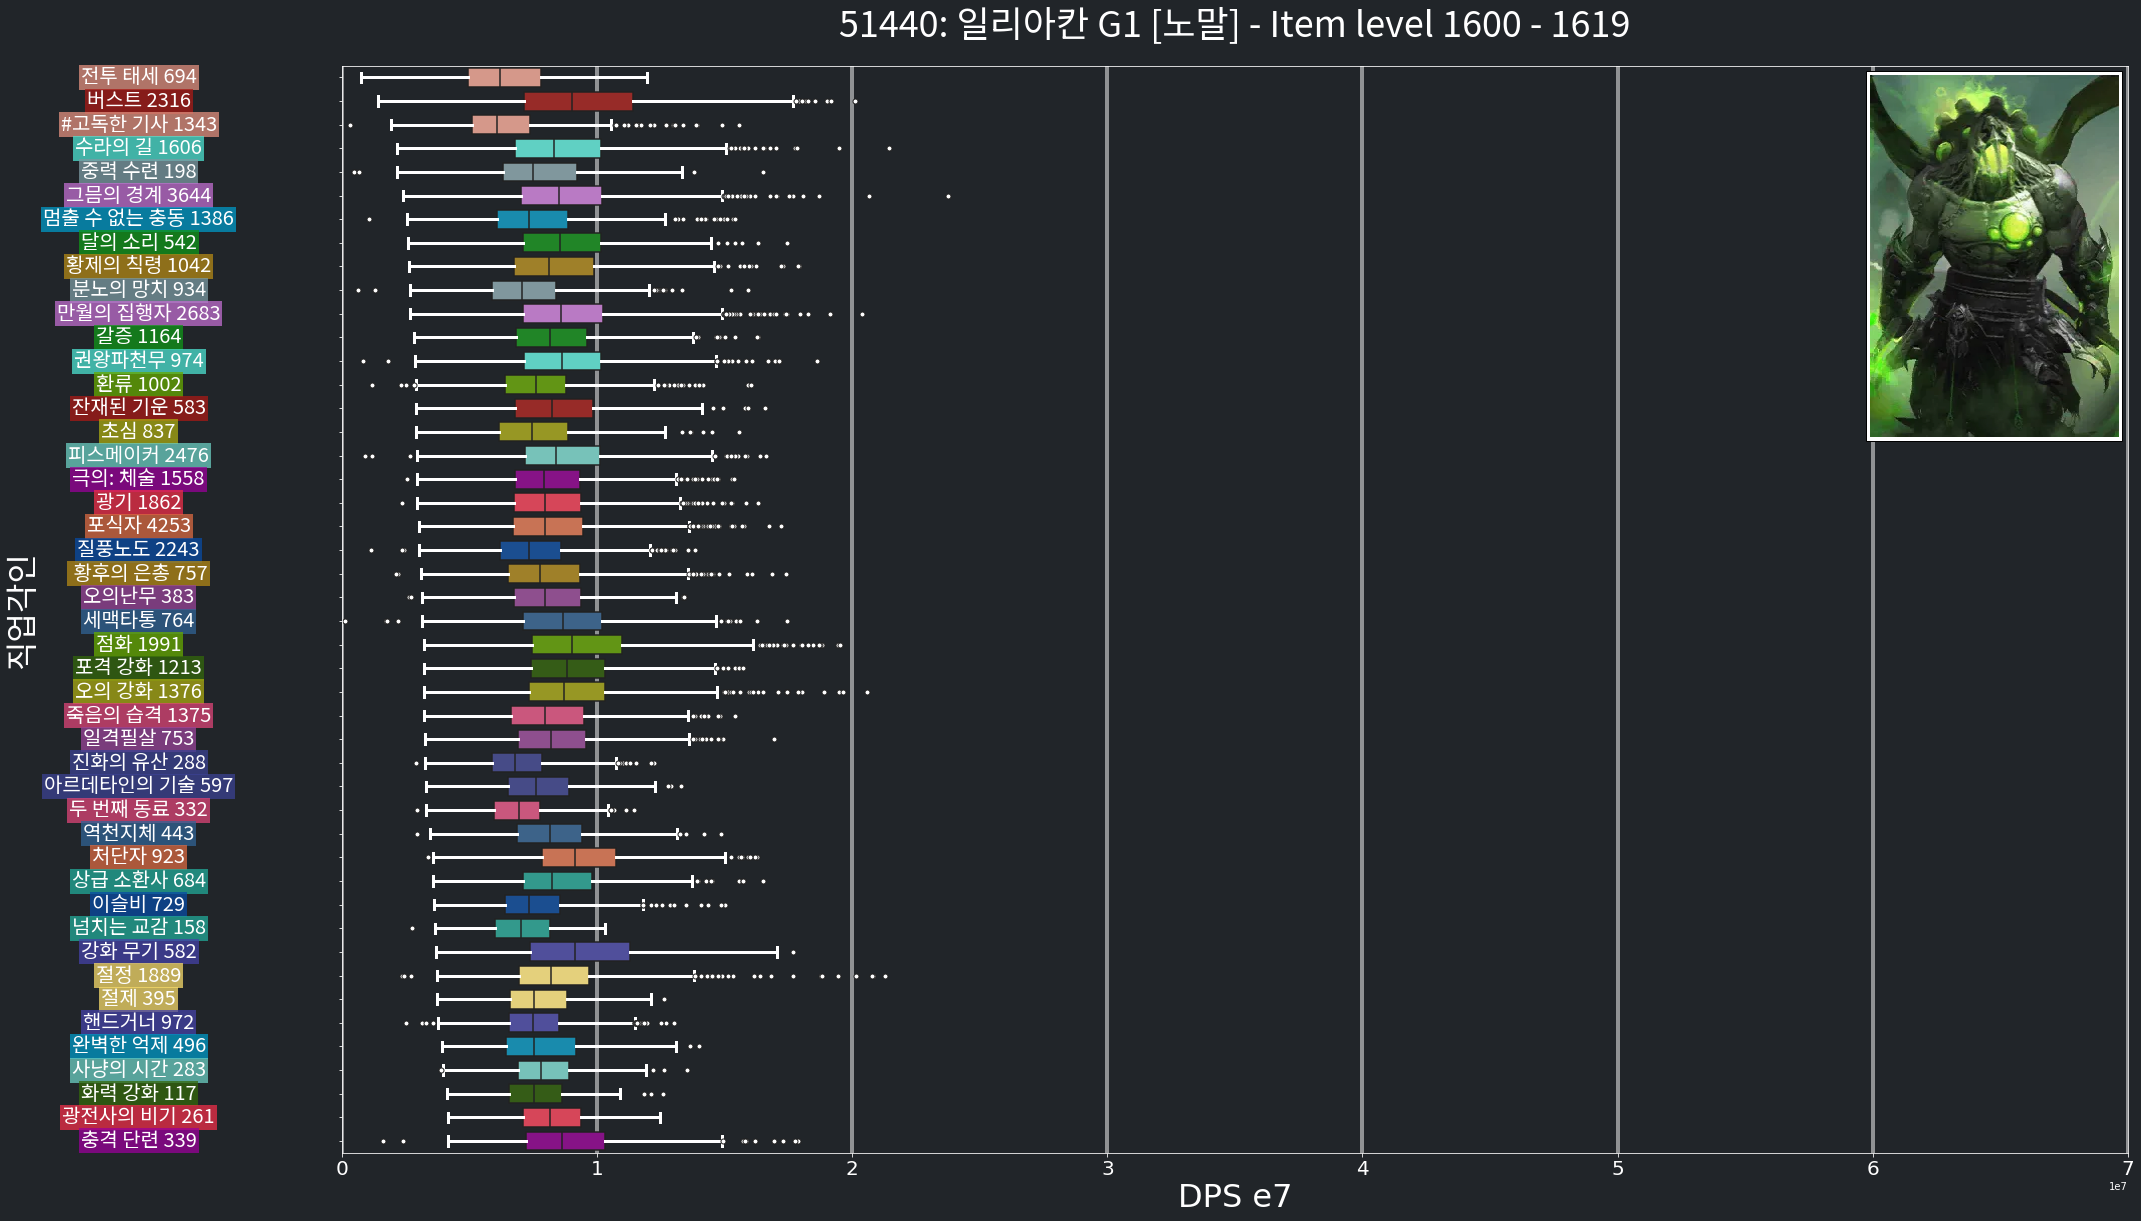 51440: 일리아칸 G1 [노말] - Item level 1600 - 1619
직업각인
전투 태세 694
버스트 2316
#고독한 기사 1343
수라의 길 1606
중력 수련 198
그믐의 경계 3644
멈출 수 없는 충동 1386
달의 소리 542
황제의 칙령 1042
분노의 망치 934
만월의 집행자 2683
갈증 1164
권왕파천무 974
환류 1002
잔재된 기운 583
초심 837
피스메이커 2476
극의: 체술 1558
광기 1862
포식자 4253
질풍노도 2243
황후의 은총 757
오의난무 383
세맥타통 764
점화 1991
포격 강화 1213
오의 강화 1376
죽음의 습격 1375
일격필살 753
진화의 유산 288
아르데타인의 기술 597
두 번째 동료 332
역천지체 443
처단자 923
상급 소환사 684
이슬비 729
넘치는 교감 158
강화 무기 582
절정 1889
절제 395
핸드거너 972
완벽한 억제 496
사냥의 시간 283
화력 강화 117
광전사의 비기 261
충격 단련 339
0 1 2 3 4 5 6 7
1e7
DPS e7